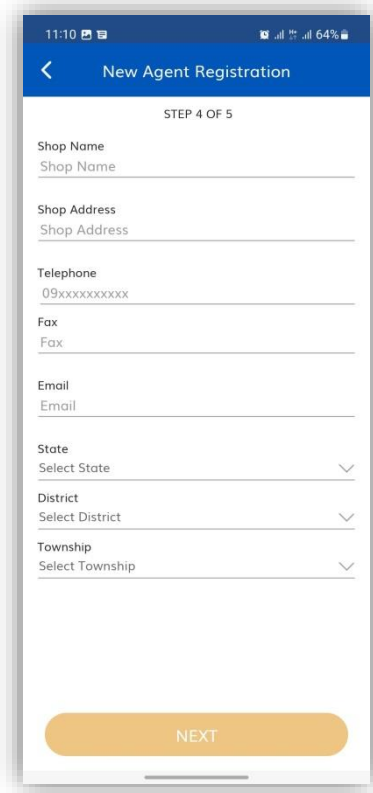 11:10 64%
New Agent Registration
STEP 4 OF 5
Shop Name
Shop Name
Shop Address
Shop Address
Telephone
09xxxxxxxxxx
Fax
Fax
Email
Email
State
Select State
District
Select District
Township
Select Township
NEXT